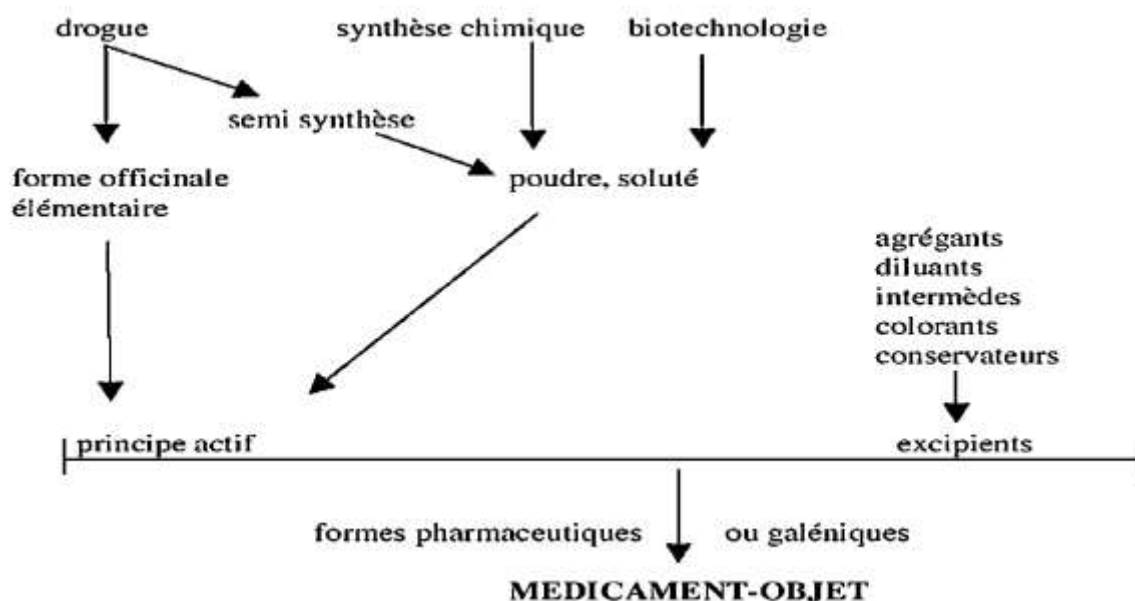 drogue
synthèse chimique
biotechnologie
semi synthèse
forme officinale
élémentaire
poudre, soluté
agrégants
diluants
intermèdes
colorants
conservateurs
principe actif
excipients
formes pharmaceutiques
ou galéniques
MEDICAMENT-OBJET